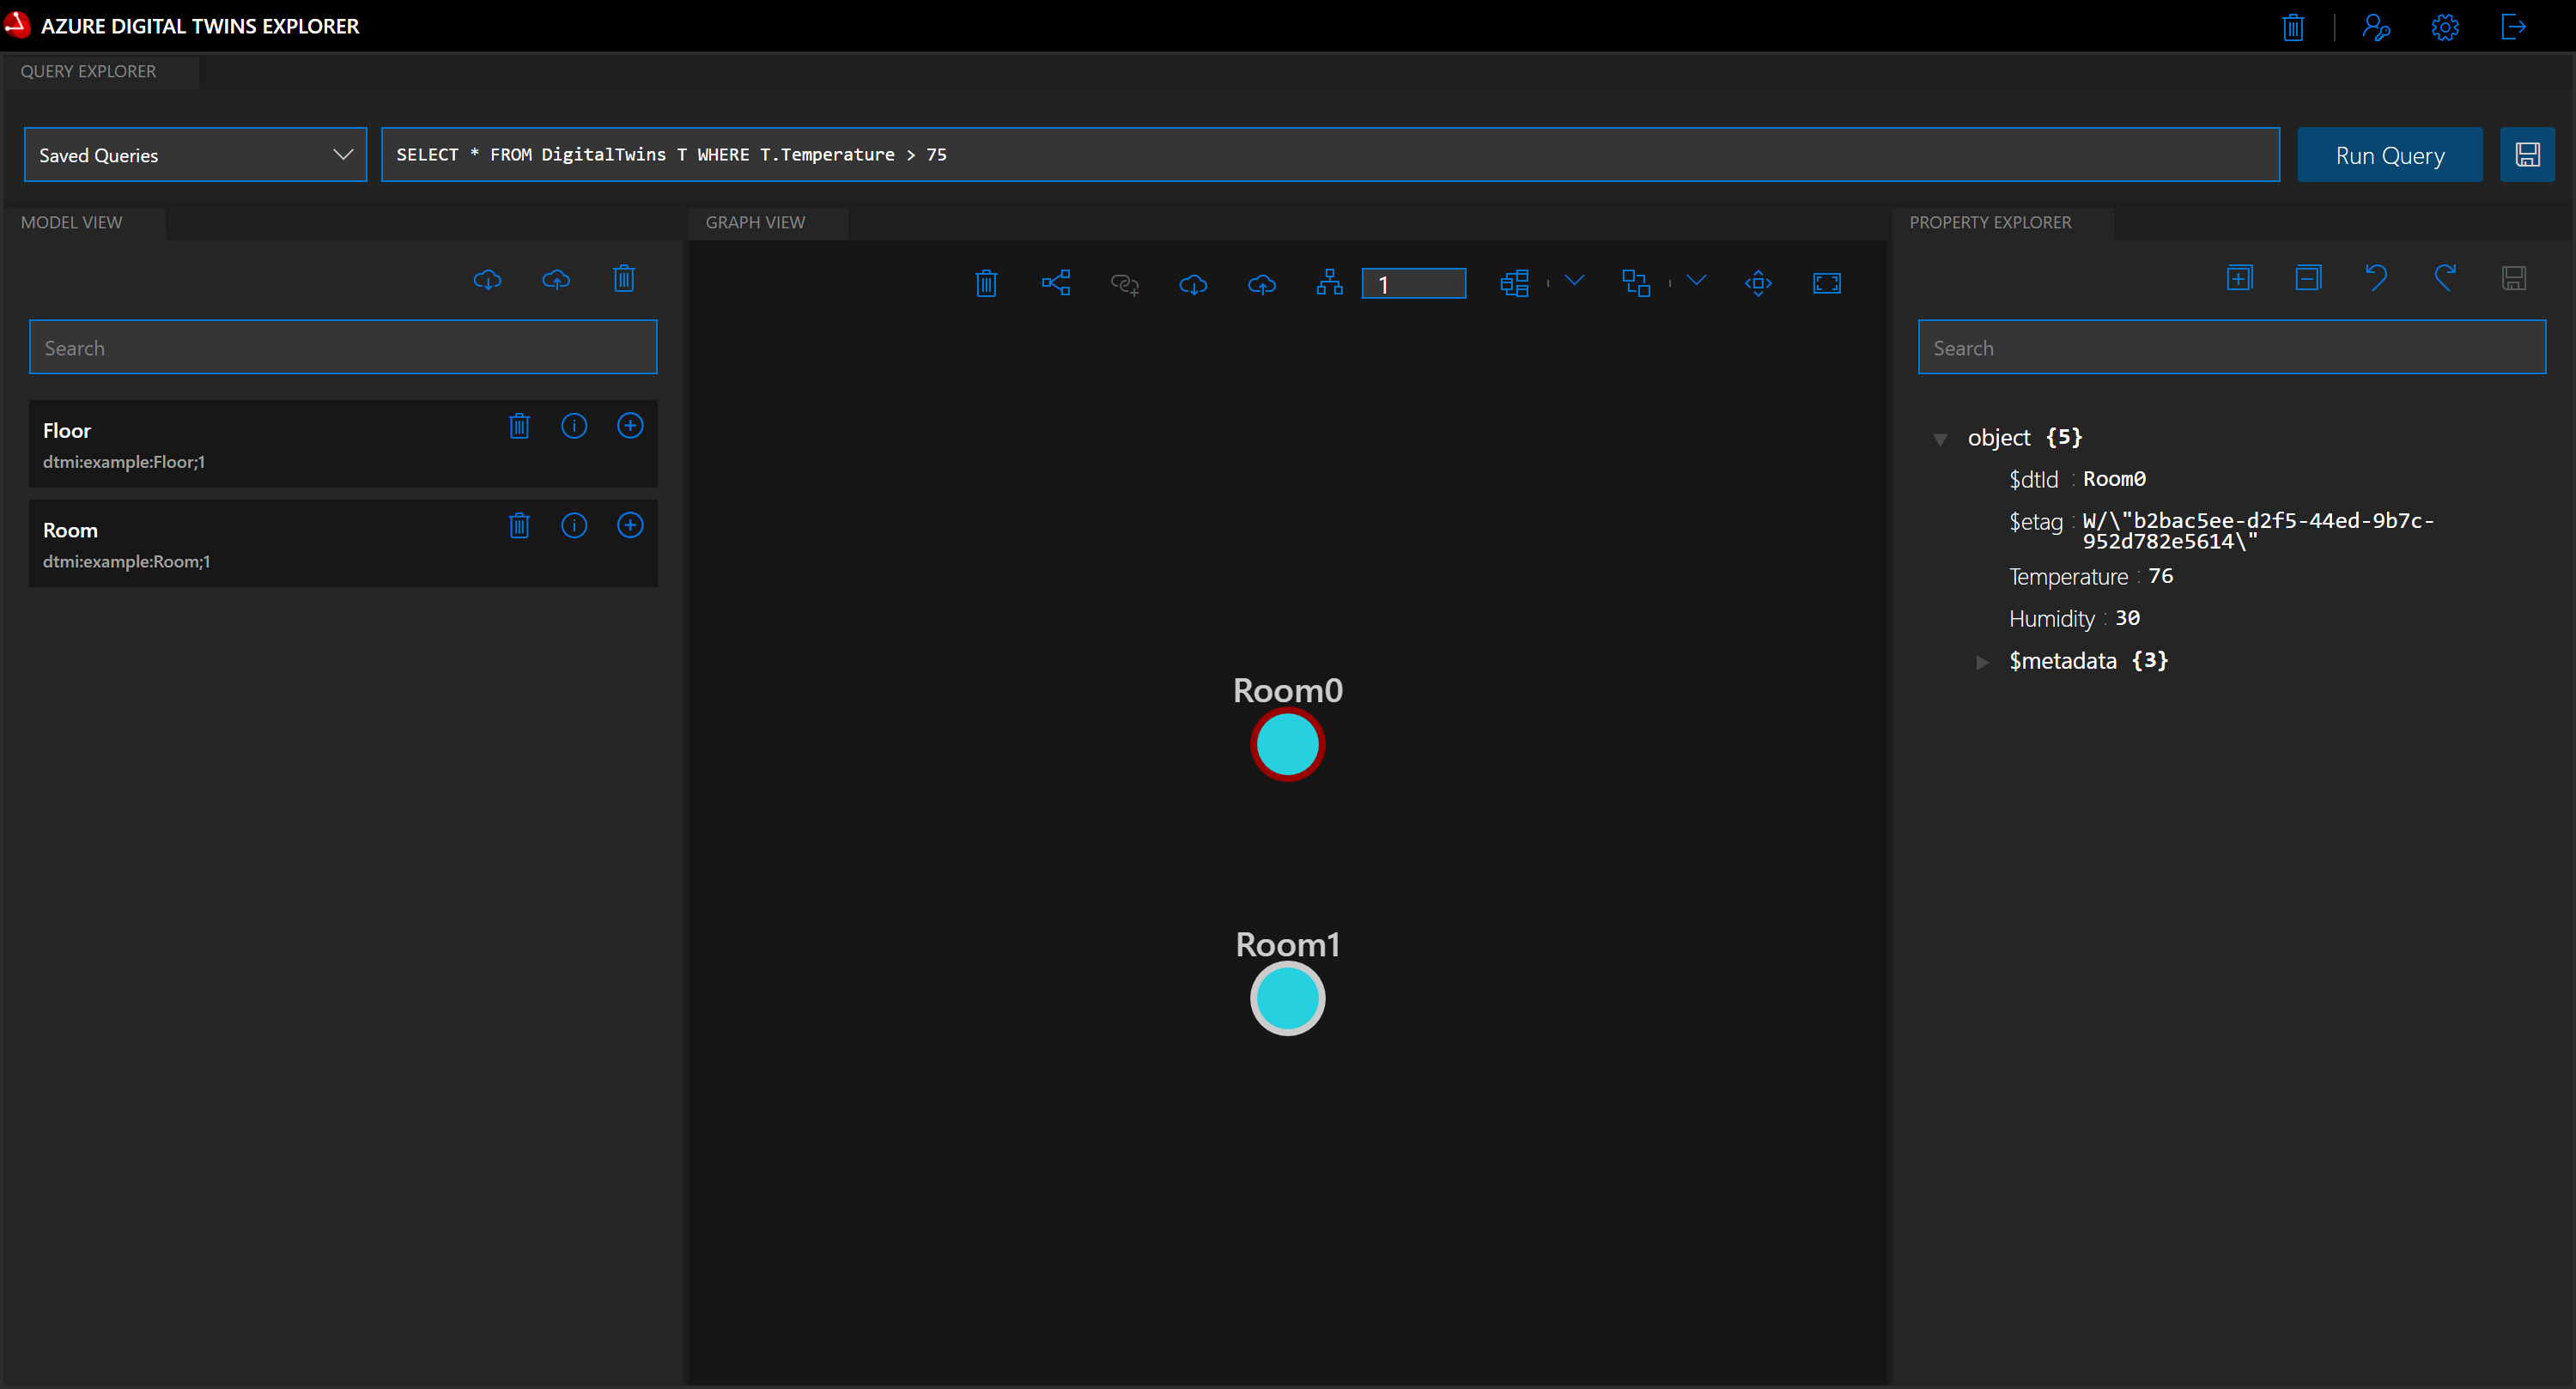 AZURE DIGITAL TWINS EXPLORER
QUERY EXPLORER
Saved Queries
SELECT * FROM DigitalTwins T WHERE T.Temperature > 75
Run Query
MODEL VIEW
Search
Floor
dtmi:example:Floor;1
Room
dtmi:example:Room;1
GRAPH VIEW
1
Room0
Room1
PROPERTY EXPLORER
Search
object {5}
$dtId : Room0
$etag : W/\"b2bac5ee-d2f5-44ed-9b7c-
952d782e5614\"
Temperature : 76
Humidity : 30
$metadata {3}